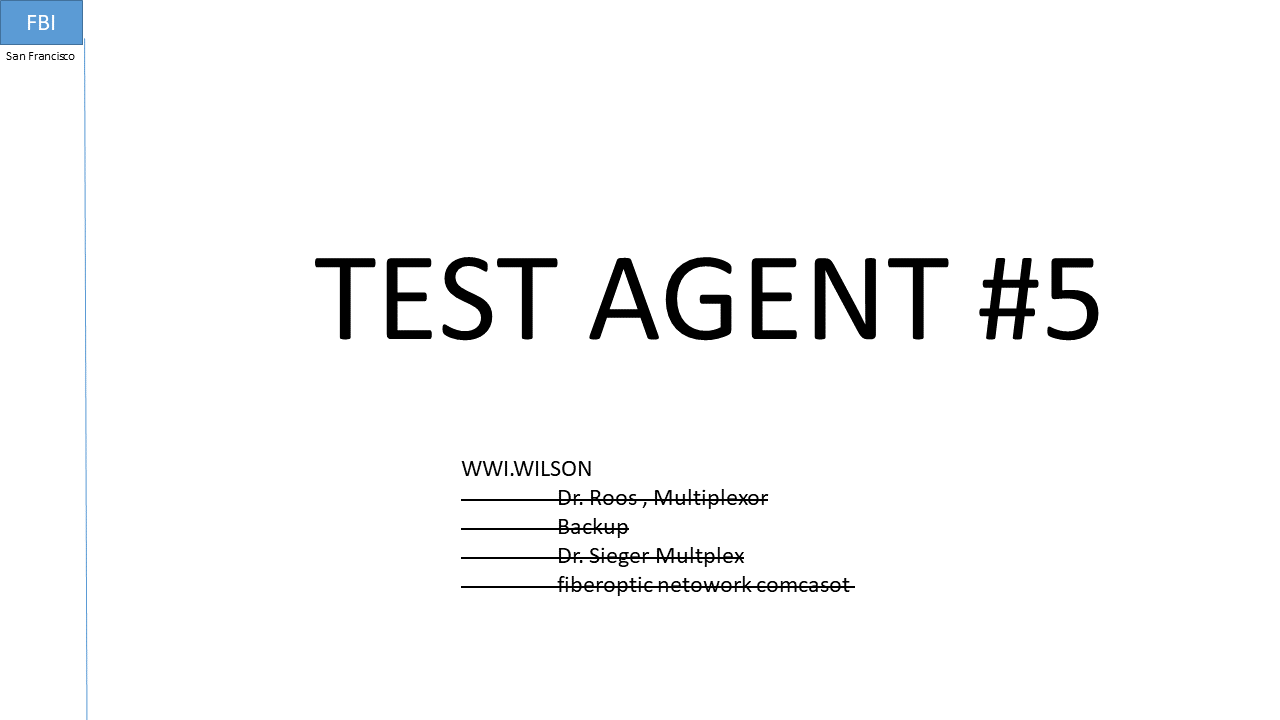 FBI
San Francisco
TEST AGENT #5
WWI.WILSON
Dr. Roos , Multiplexor
Backup
Dr. Sieger Multplex
fiberoptic netowork comcasot